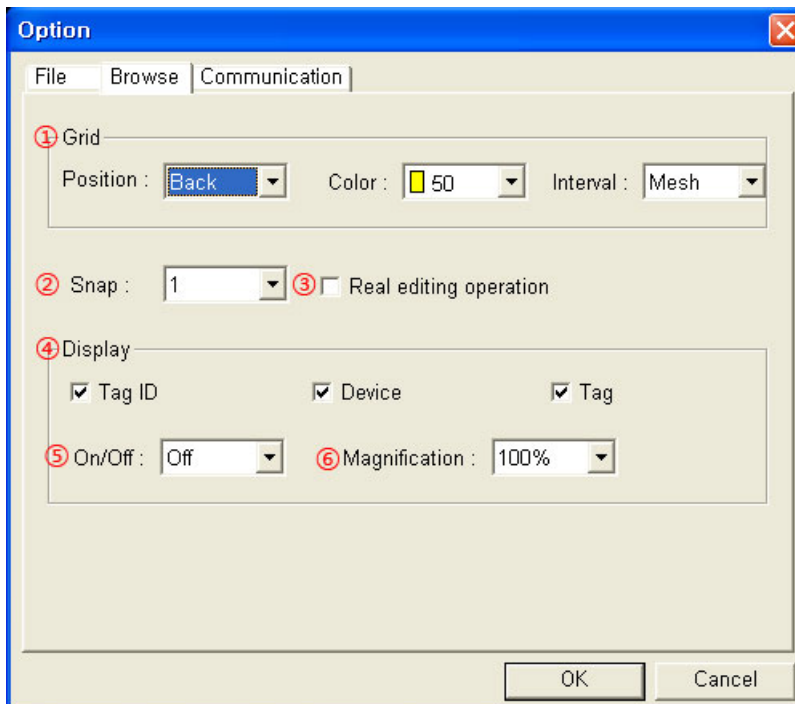 Option
File Browse Communication
① Grid
Position : Back Color : 50 Interval : Mesh
② Snap : 1 ③ Real editing operation
④ Display
Tag ID Device Tag
⑤ On/Off : Off ⑥ Magnification : 100%
OK Cancel